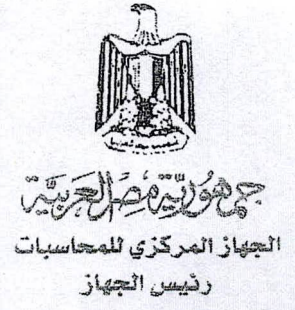 جمهورية مصر العربية
الجهاز المركزي للمحاسبات
رئيس الجهاز